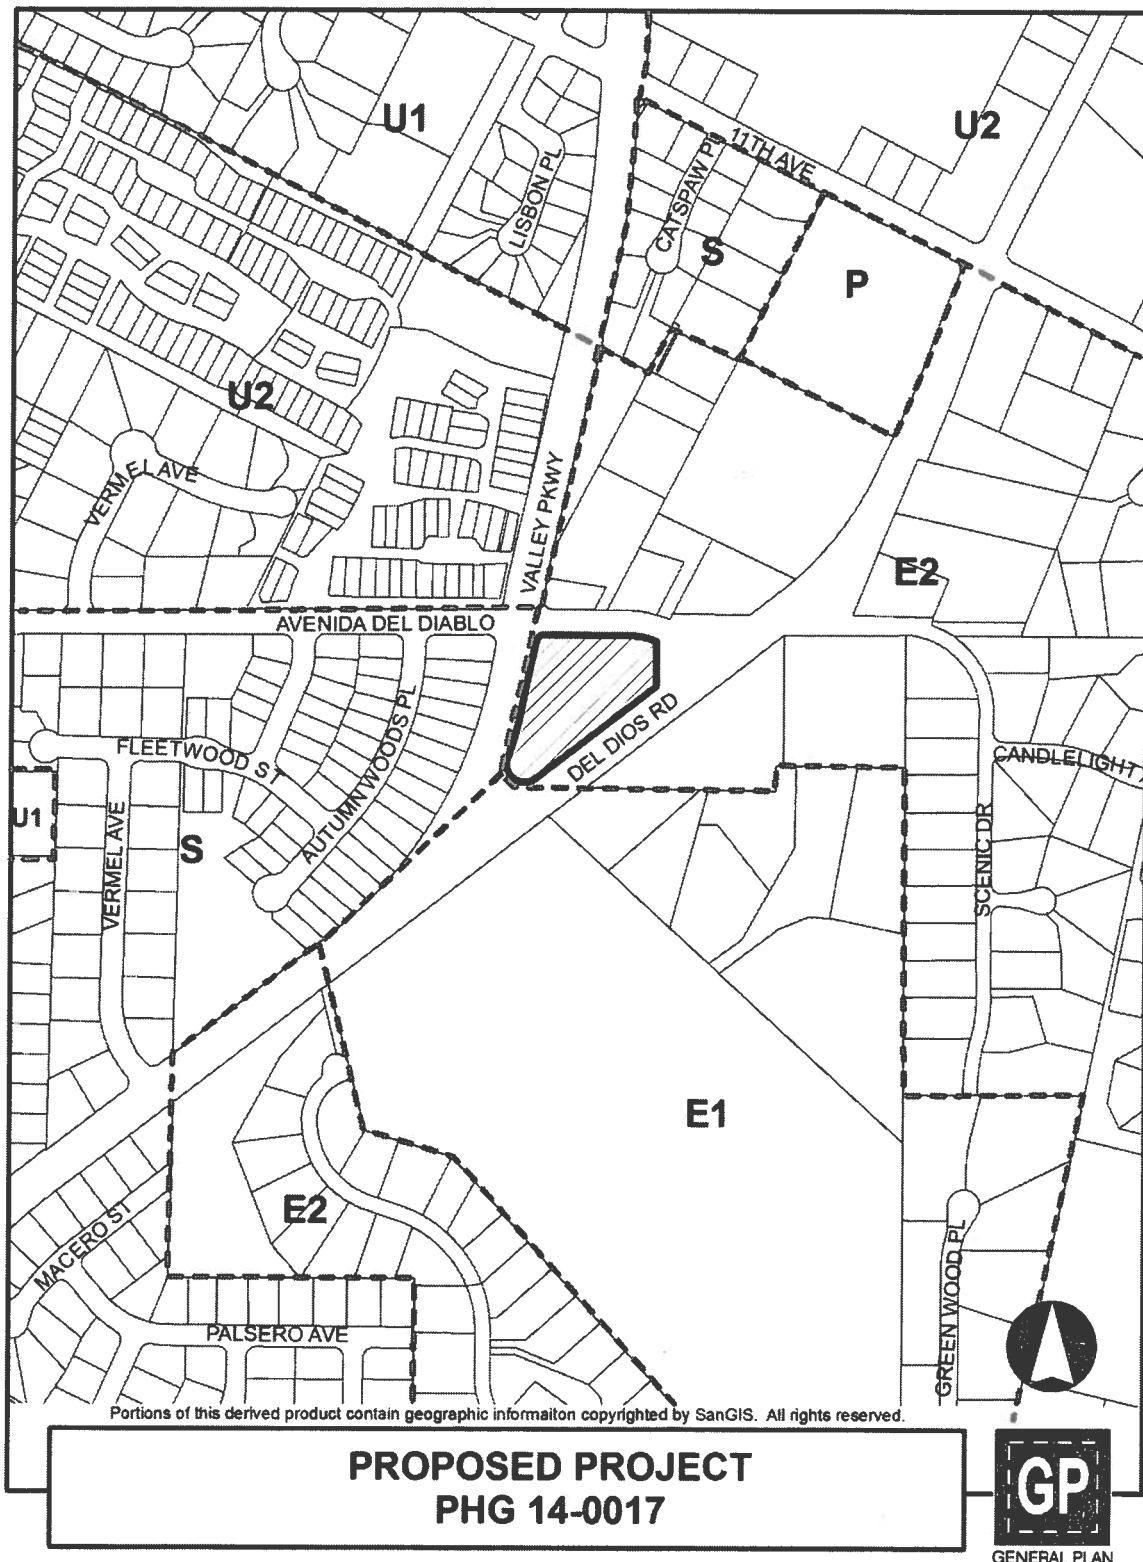 U1
U2
11TH AVE
LISBON PL
CATSPAW PL
S
P
U2
VERMEL AVE
VALLEY PKWY
E2
AVENIDA DEL DIABLO
AUTUMNWOODS PL
DEL DIOS RD
FLEETWOOD ST
CANDLELIGHT
U1
VERMEL AVE
S
SCENIC DR
E1
E2
MACERO ST
GREENWOOD PL
PALSERO AVE
Portions of this derived product contain geographic informaiton copyrighted by SanGIS. All rights reserved.
PROPOSED PROJECT
PHG 14-0017
GP
GENERAL PLAN